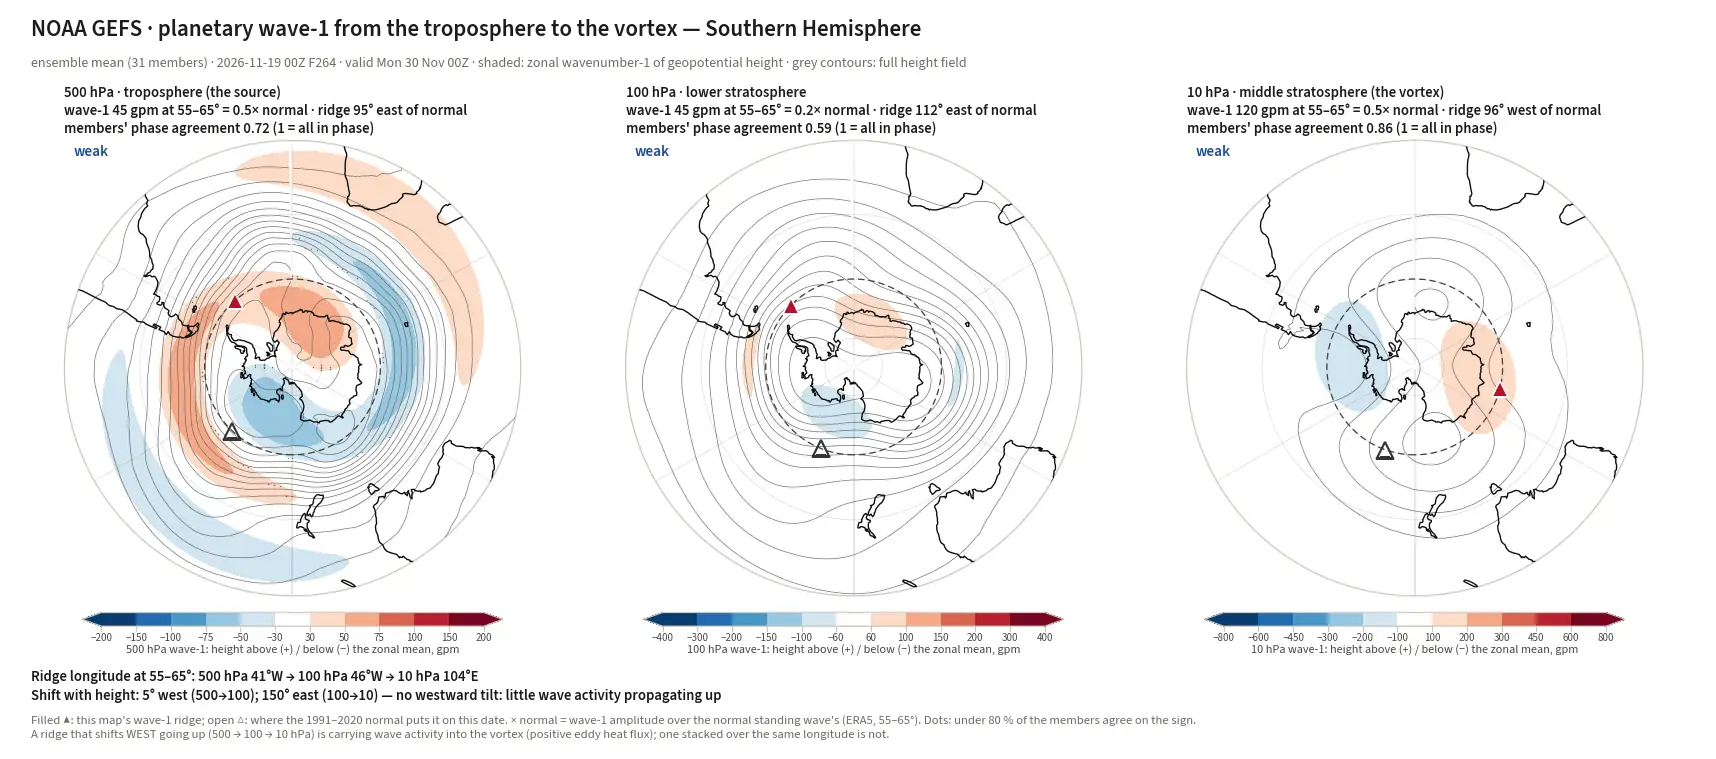 NOAA GEFS · planetary wave-1 from the troposphere to the vortex — Southern Hemisphere
ensemble mean (31 members) · 2026-11-19 00Z F264 · valid Mon 30 Nov 00Z · shaded: zonal wavenumber-1 of geopotential height · grey contours: full height field
500 hPa · troposphere (the source)
wave-1 45 gpm at 55–65° = 0.5× normal · ridge 95° east of normal
members' phase agreement 0.72 (1 = all in phase)
weak
100 hPa · lower stratosphere
wave-1 45 gpm at 55–65° = 0.2× normal · ridge 112° east of normal
members' phase agreement 0.59 (1 = all in phase)
weak
10 hPa · middle stratosphere (the vortex)
wave-1 120 gpm at 55–65° = 0.5× normal · ridge 96° west of normal
members' phase agreement 0.86 (1 = all in phase)
weak
−200 −150 −100 −75 −50 −30 30 50 75 100 150 200
500 hPa wave-1: height above (+) / below (−) the zonal mean, gpm
−400 −300 −200 −150 −100 −60 60 100 150 200 300 400
100 hPa wave-1: height above (+) / below (−) the zonal mean, gpm
−800 −600 −450 −300 −200 −100 100 200 300 450 600 800
10 hPa wave-1: height above (+) / below (−) the zonal mean, gpm
Ridge longitude at 55–65°: 500 hPa 41°W → 100 hPa 46°W → 10 hPa 104°E
Shift with height: 5° west (500→100); 150° east (100→10) — no westward tilt: little wave activity propagating up
Filled ▲: this map's wave-1 ridge; open △: where the 1991–2020 normal puts it on this date. × normal = wave-1 amplitude over the normal standing wave's (ERA5, 55–65°). Dots: under 80 % of the members agree on the sign.
A ridge that shifts WEST going up (500 → 100 → 10 hPa) is carrying wave activity into the vortex (positive eddy heat flux); one stacked over the same longitude is not.